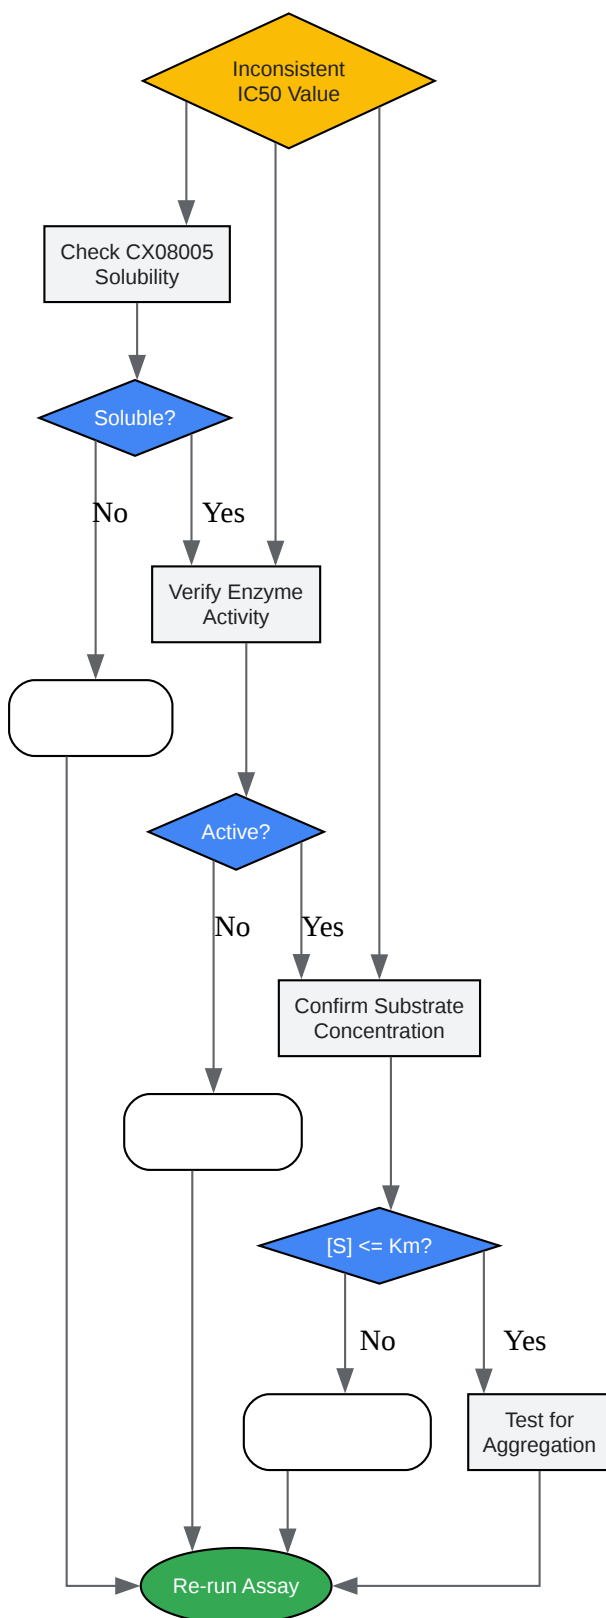 Inconsistent
IC50 Value
Check CX08005
Solubility
Soluble?
No
Yes
Verify Enzyme
Activity
Active?
No
Yes
Confirm Substrate
Concentration
[S] <= Km?
No
Yes
Test for
Aggregation
Re-run Assay